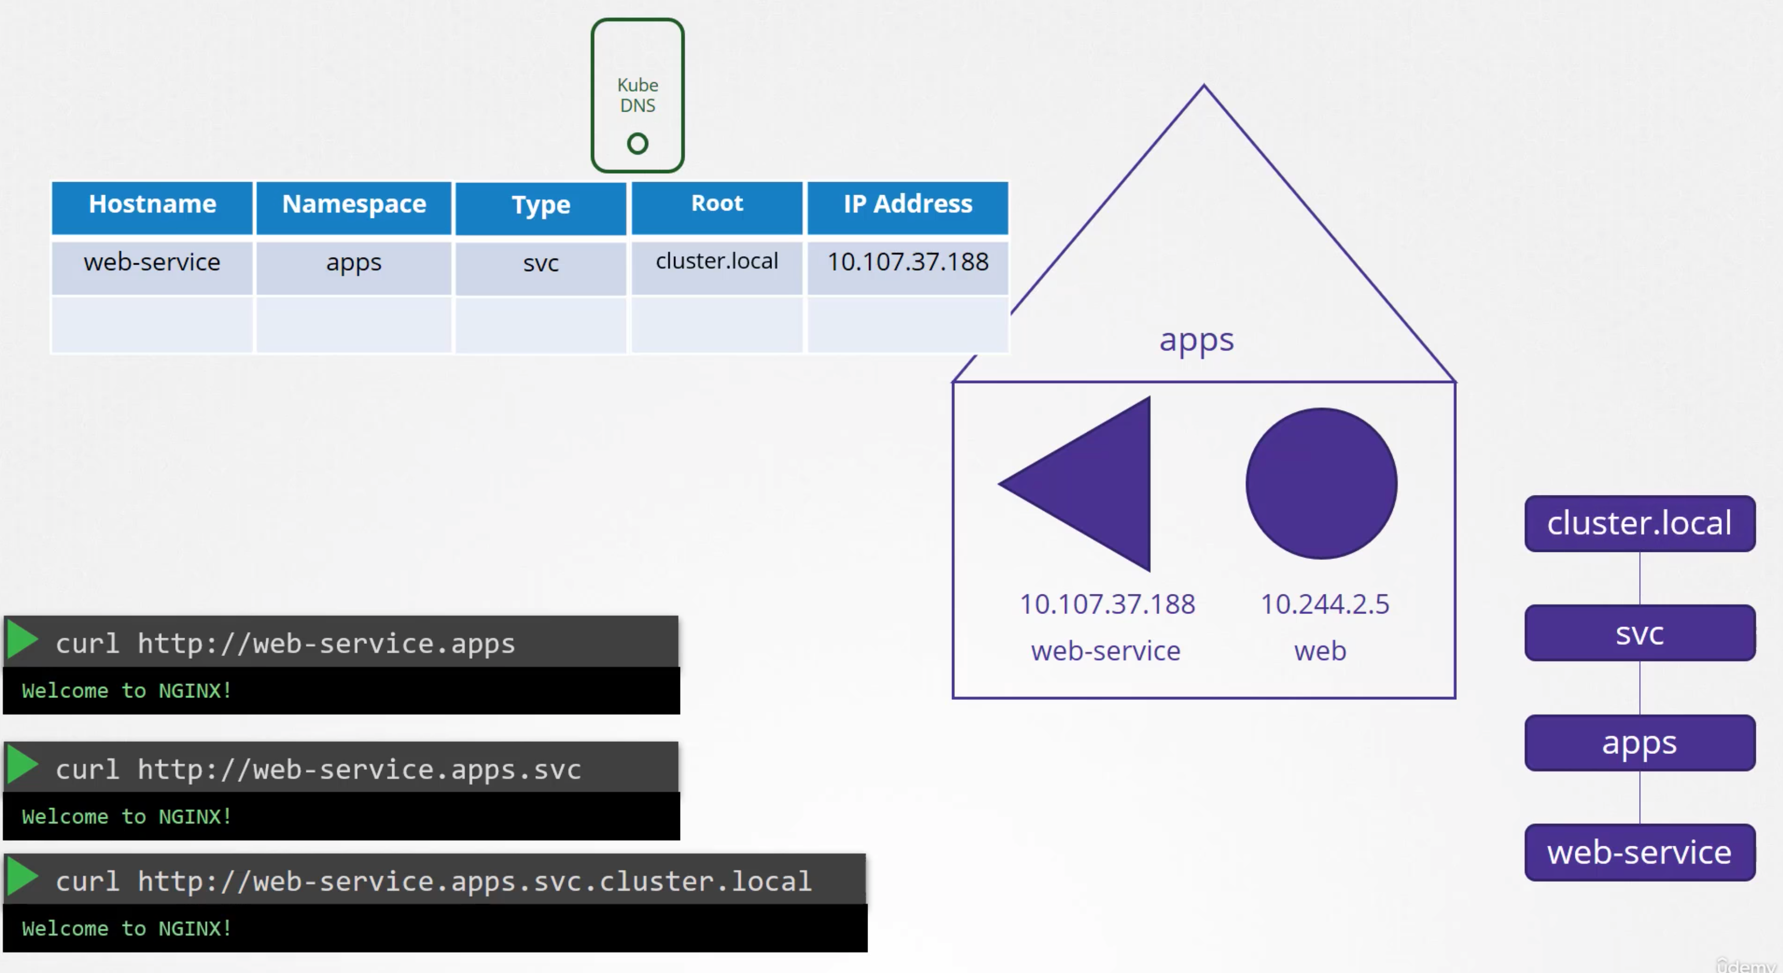 Kube
DNS
Hostname Namespace Type Root IP Address
web-service apps svc cluster.local 10.107.37.188
apps
10.107.37.188 10.244.2.5
web-service web
cluster.local
svc
apps
web-service
curl http://web-service.apps
Welcome to NGINX!
curl http://web-service.apps.svc
Welcome to NGINX!
curl http://web-service.apps.svc.cluster.local
Welcome to NGINX!
ûdemy